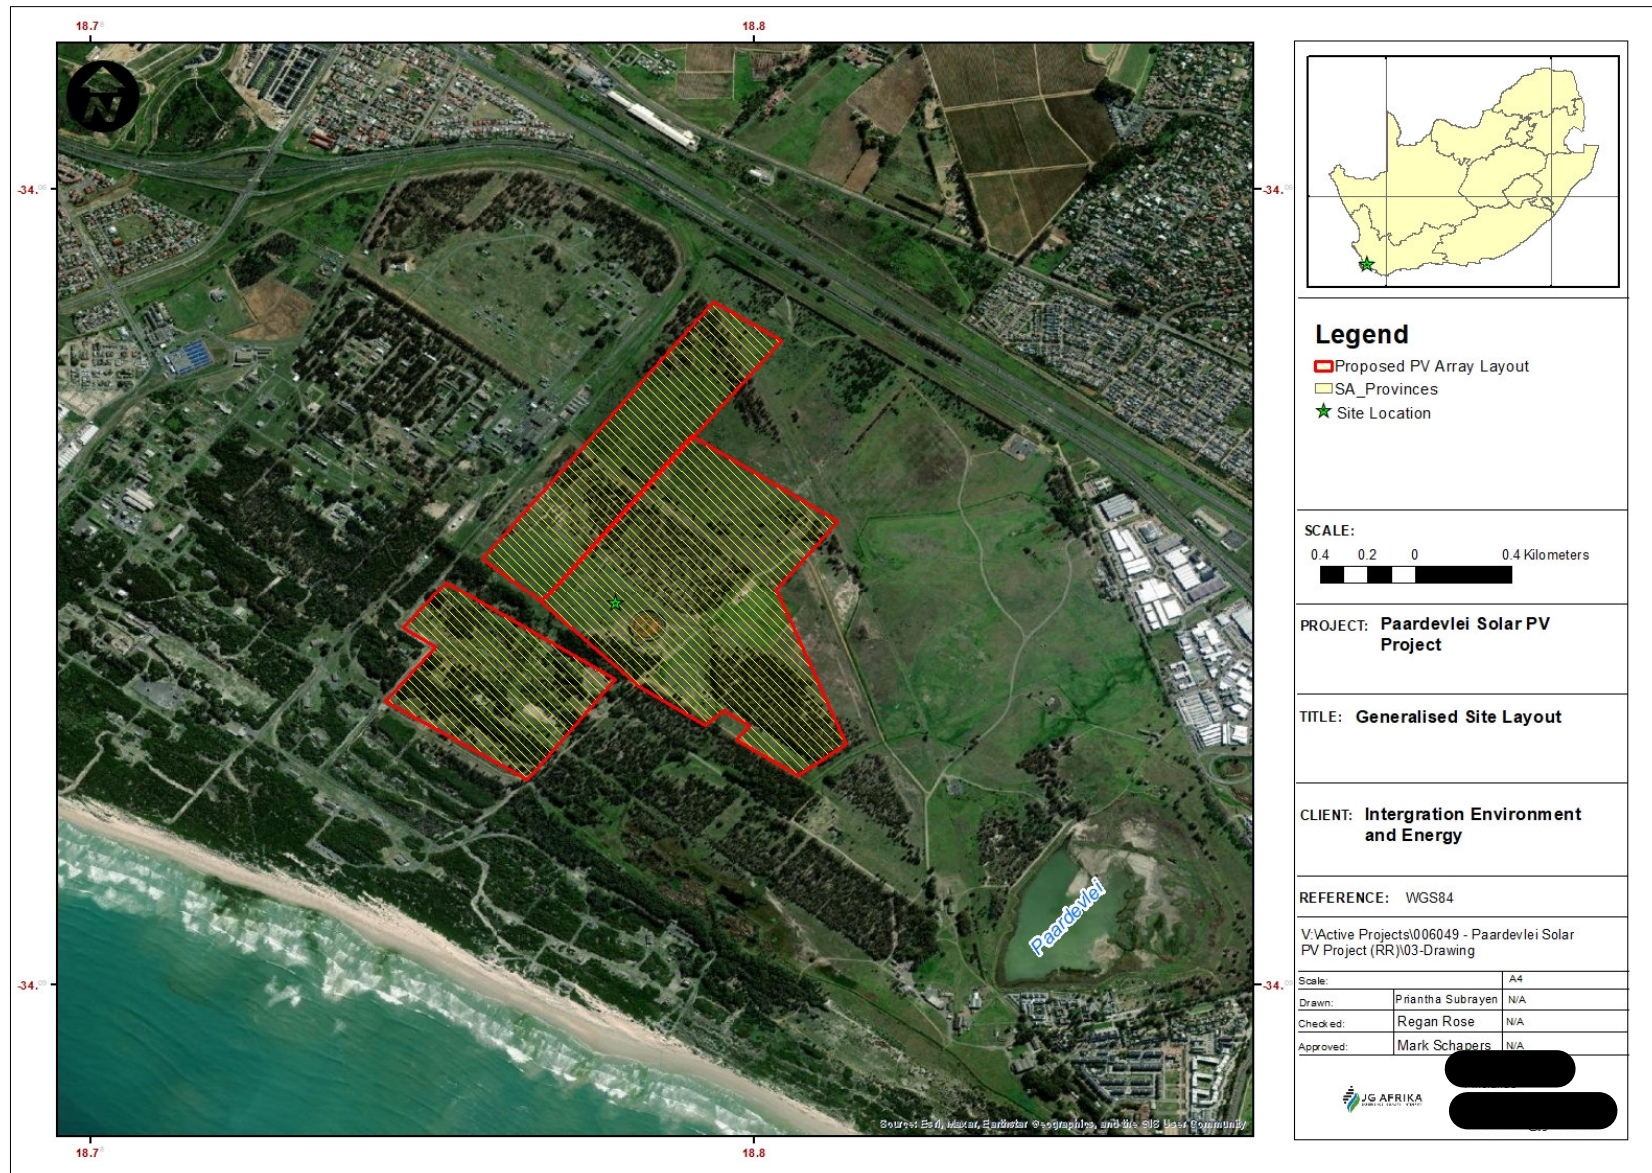 18.7
18.8
N
-34.
-34.
Paardevlei
Source: Esri, Maxar, Earthstar Geographics, and the GIS User Community
-34.
-34.
18.7
18.8
Legend
Proposed PV Array Layout
SA_Provinces
Site Location
SCALE:
0.4 0.2 0 0.4 Kilometers
PROJECT: Paardevlei Solar PV
Project
TITLE: Generalised Site Layout
CLIENT: Intergration Environment
and Energy
REFERENCE: WGS84
V:\Active Projects\006049 - Paardevlei Solar
PV Project (RR)\03-Drawing
Scale: A4
Drawn: Priantha Subrayen N/A
Checked: Regan Rose N/A
Approved: Mark Schapers N/A
JG AFRIKA